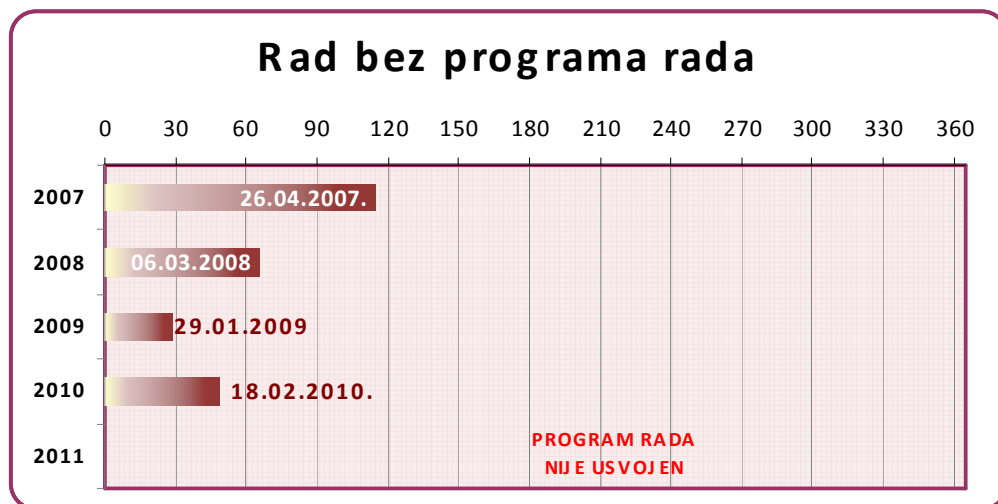 Rad bez programa rada
0 30 60 90 120 150 180 210 240 270 300 330 360
2007 26.04.2007.
2008 06.03.2008
2009 29.01.2009
2010 18.02.2010.
PROGRAM RADA
2011
NIJE USVOJEN